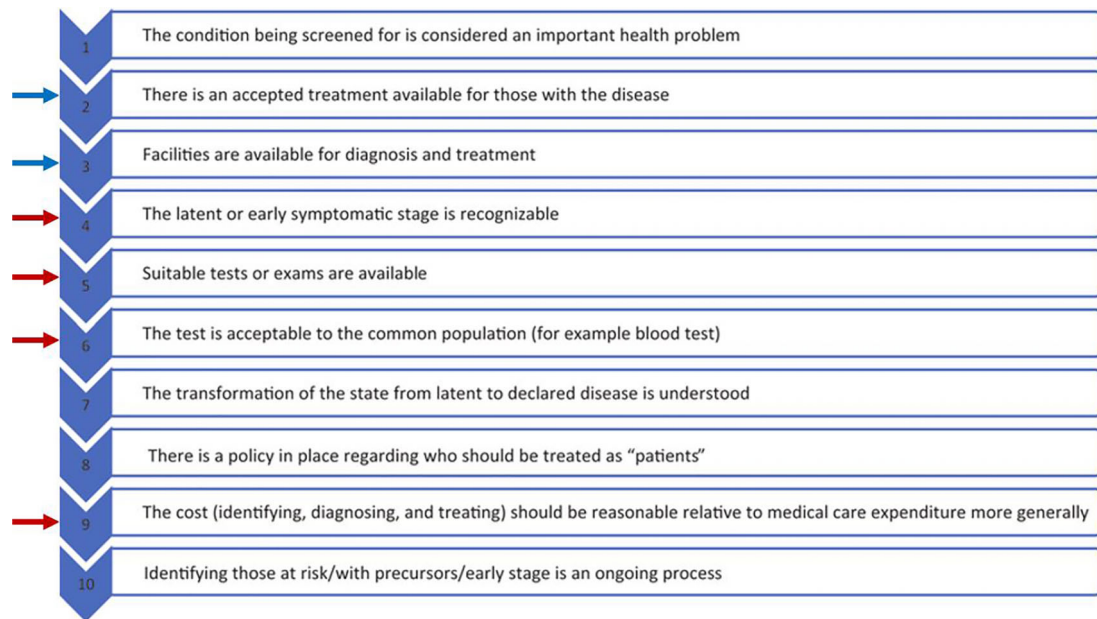 1 The condition being screened for is considered an important health problem
2 There is an accepted treatment available for those with the disease
3 Facilities are available for diagnosis and treatment
4 The latent or early symptomatic stage is recognizable
5 Suitable tests or exams are available
6 The test is acceptable to the common population (for example blood test)
7 The transformation of the state from latent to declared disease is understood
8 There is a policy in place regarding who should be treated as “patients”
9 The cost (identifying, diagnosing, and treating) should be reasonable relative to medical care expenditure more generally
10 Identifying those at risk/with precursors/early stage is an ongoing process